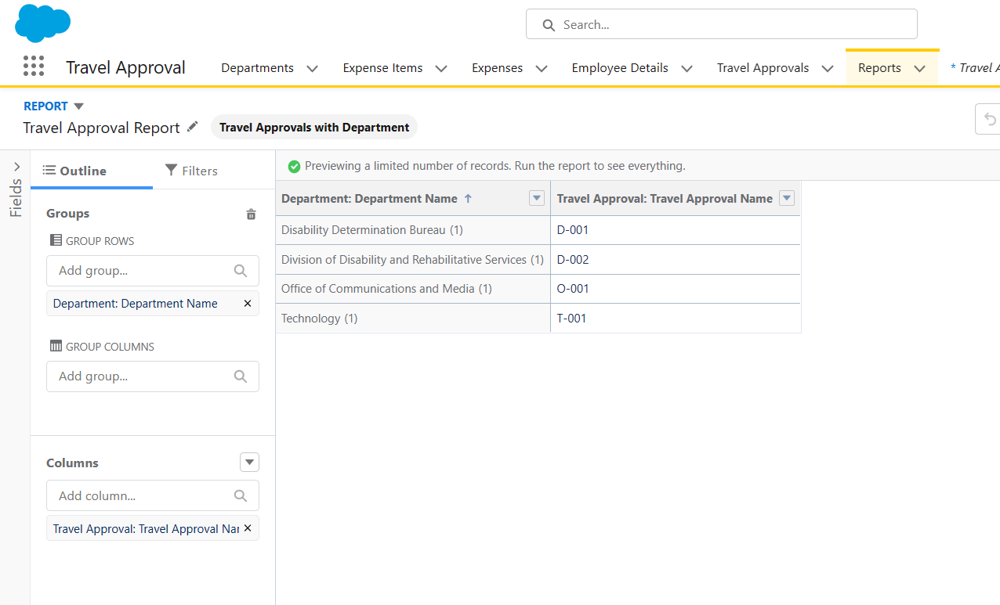 Search...
Travel Approval
Departments
Expense Items
Expenses
Employee Details
Travel Approvals
Reports
* Travel A
REPORT
Travel Approval Report
Travel Approvals with Department
Fields
Outline
Filters
Previewing a limited number of records. Run the report to see everything.
Groups
GROUP ROWS
Add group...
Department: Department Name
GROUP COLUMNS
Add group...
Columns
Add column...
Travel Approval: Travel Approval Nar
Department: Department Name
Travel Approval: Travel Approval Name
Disability Determination Bureau (1)
D-001
Division of Disability and Rehabilitative Services (1)
D-002
Office of Communications and Media (1)
O-001
Technology (1)
T-001